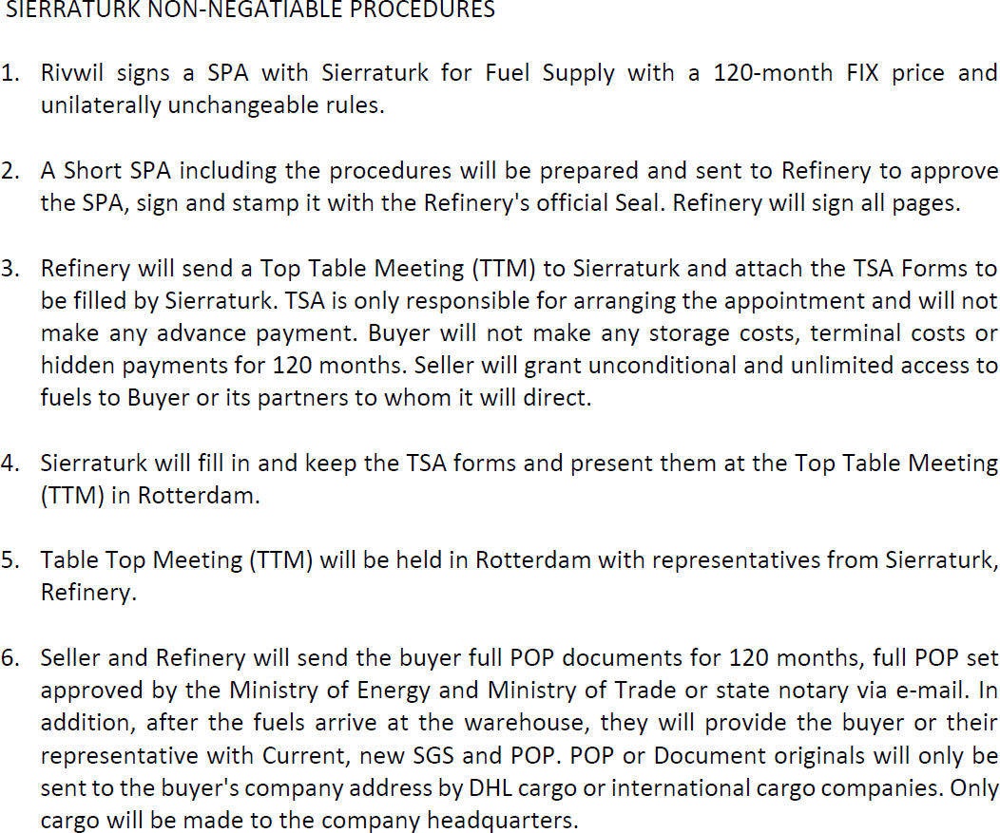 SIERRATURK NON-NEGATIABLE PROCEDURES
1. Rivwil signs a SPA with Sierraturk for Fuel Supply with a 120-month FIX price and
unilaterally unchangeable rules.
2. A Short SPA including the procedures will be prepared and sent to Refinery to approve
the SPA, sign and stamp it with the Refinery's official Seal. Refinery will sign all pages.
3. Refinery will send a Top Table Meeting (TTM) to Sierraturk and attach the TSA Forms to
be filled by Sierraturk. TSA is only responsible for arranging the appointment and will not
make any advance payment. Buyer will not make any storage costs, terminal costs or
hidden payments for 120 months. Seller will grant unconditional and unlimited access to
fuels to Buyer or its partners to whom it will direct.
4. Sierraturk will fill in and keep the TSA forms and present them at the Top Table Meeting
(TTM) in Rotterdam.
5. Table Top Meeting (TTM) will be held in Rotterdam with representatives from Sierraturk,
Refinery.
6. Seller and Refinery will send the buyer full POP documents for 120 months, full POP set
approved by the Ministry of Energy and Ministry of Trade or state notary via e-mail. In
addition, after the fuels arrive at the warehouse, they will provide the buyer or their
representative with Current, new SGS and POP. POP or Document originals will only be
sent to the buyer's company address by DHL cargo or international cargo companies. Only
cargo will be made to the company headquarters.